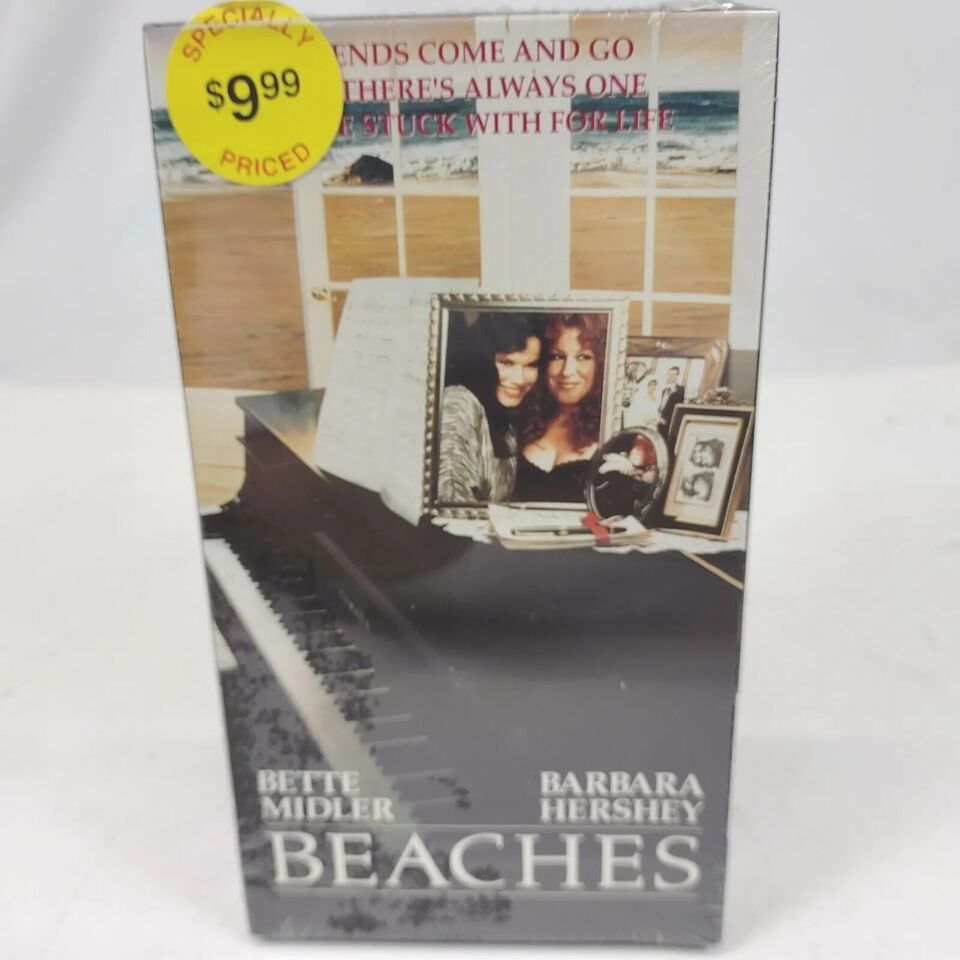 SPECIALLY
$9.99
PRICED
ENDS COME AND GO
THERE'S ALWAYS ONE
E STUCK WITH FOR LIFE
BETTE
MIDLER
BARBARA
HERSHEY
BEACHES